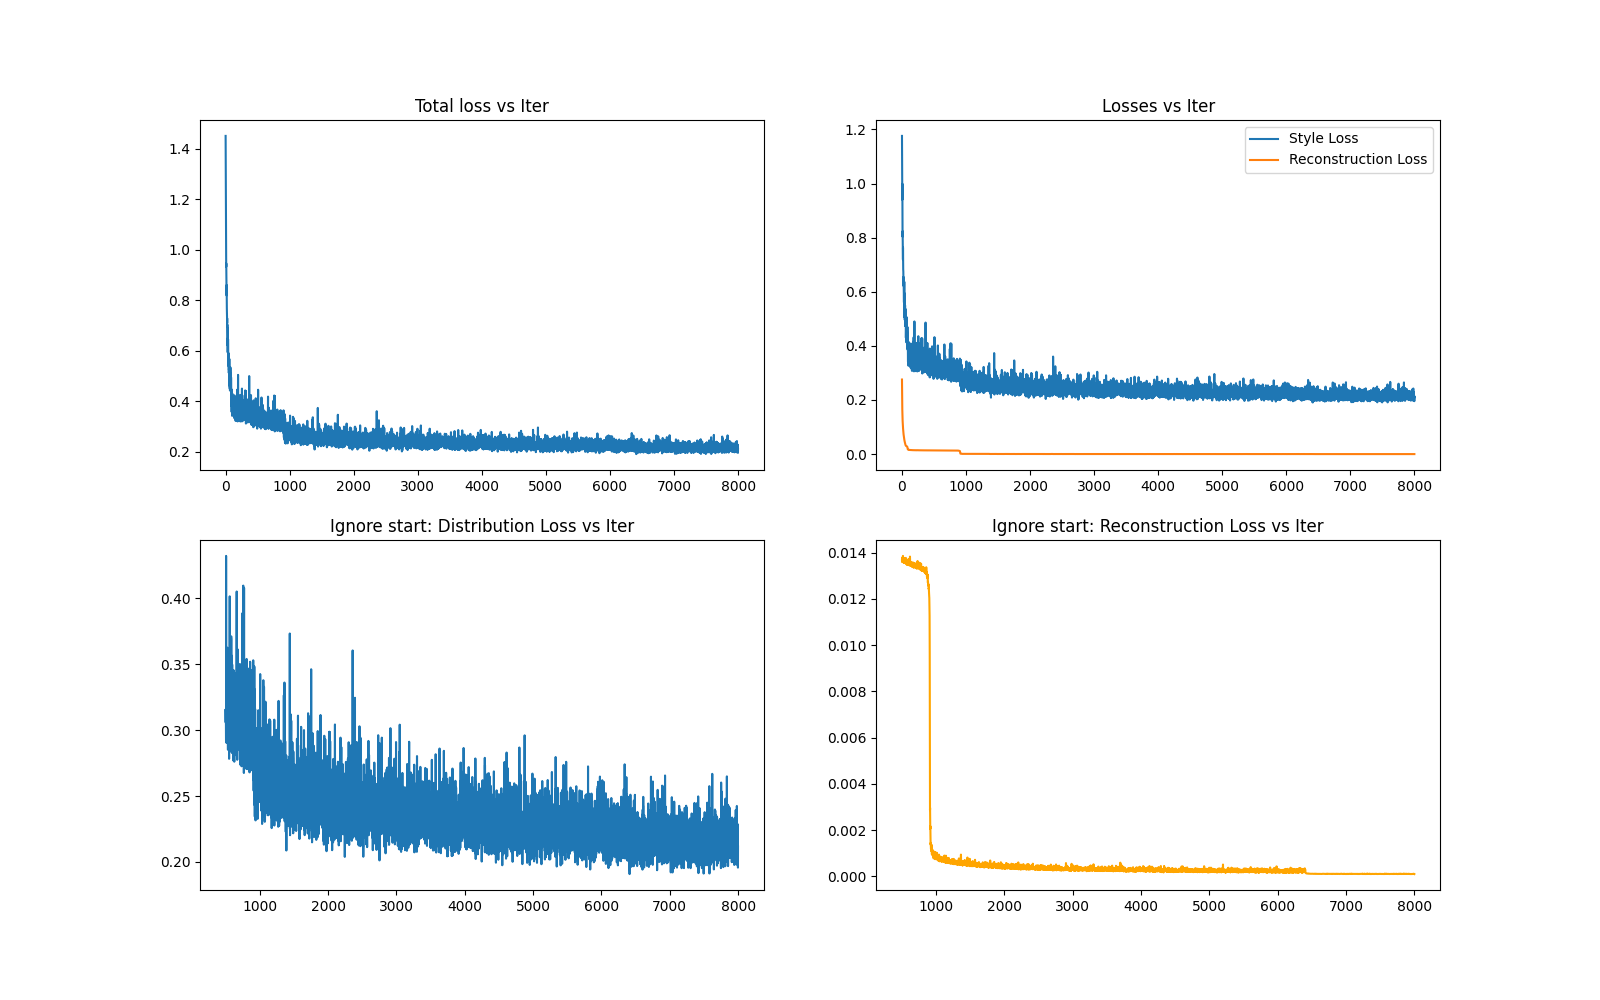 Total loss vs Iter
1.4
1.2
1.0
0.8
0.6
0.4
0.2
0 1000 2000 3000 4000 5000 6000 7000 8000
Losses vs Iter
Style Loss
Reconstruction Loss
1.2
1.0
0.8
0.6
0.4
0.2
0.0
0 1000 2000 3000 4000 5000 6000 7000 8000
Ignore start: Distribution Loss vs Iter
0.40
0.35
0.30
0.25
0.20
1000 2000 3000 4000 5000 6000 7000 8000
Ignore start: Reconstruction Loss vs Iter
0.014
0.012
0.010
0.008
0.006
0.004
0.002
0.000
1000 2000 3000 4000 5000 6000 7000 8000